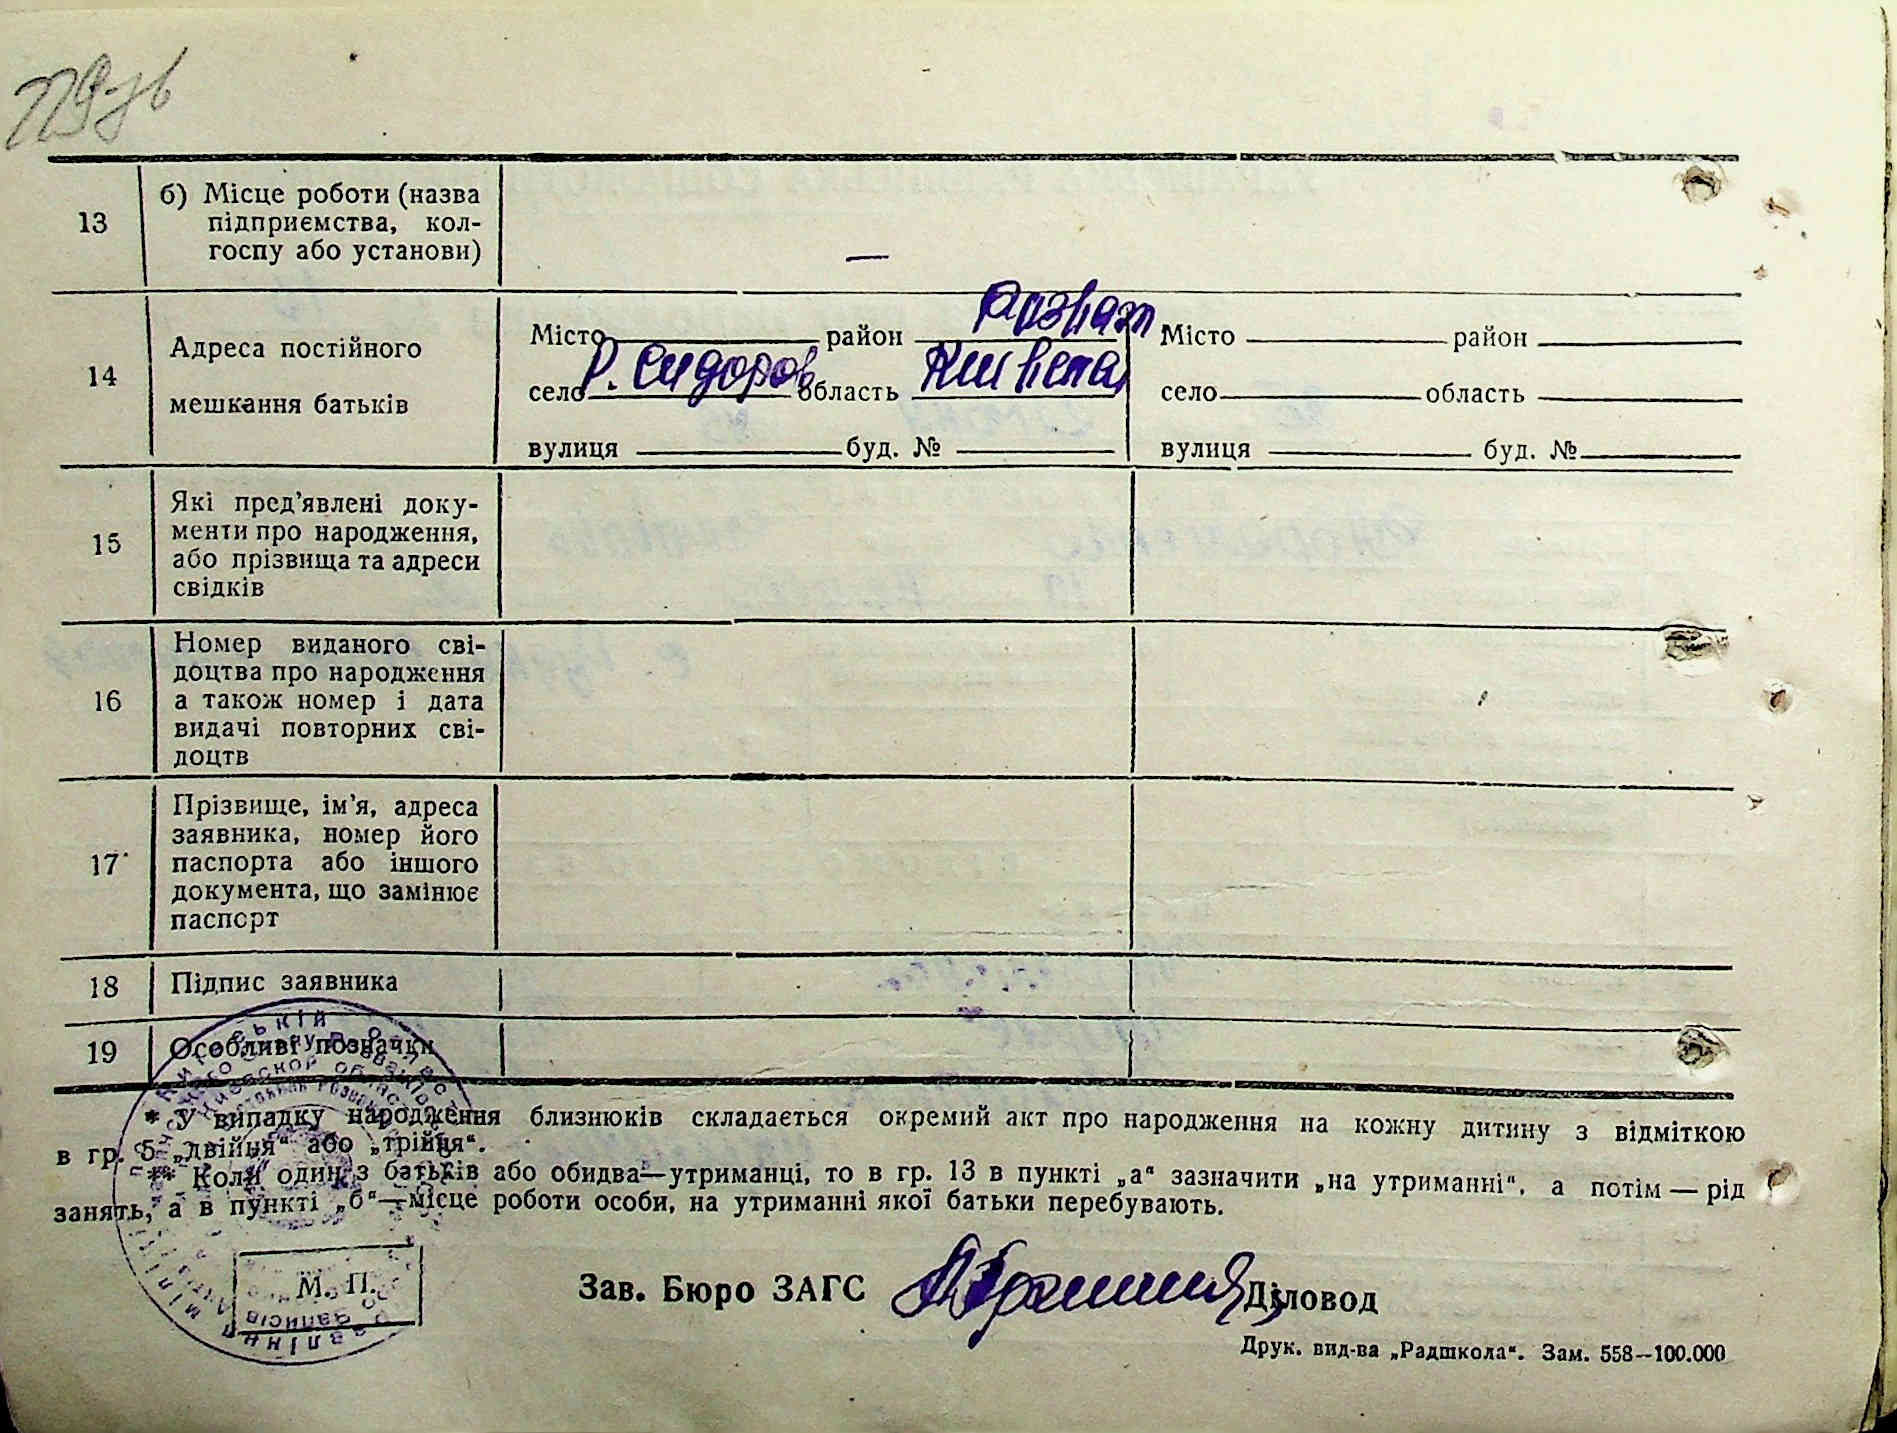 13
б) Місце роботи (назва
підприємства, кол-
госпу або установи)
—
14
Адреса постійного
мешкання батьків
Місто район Місто район
село Р. Сидоров область село область
вулиця буд. № вулиця буд. №
15
Які пред'явлені доку-
менти про народження,
або прізвища та адреси
свідків
16
Номер виданого сві-
доцтва про народження
а також номер і дата
видачі повторних сві-
доцтв
17
Прізвище, ім'я, адреса
заявника, номер його
паспорта або іншого
документа, що замінює
паспорт
18
Підпис заявника
19
Особливі позначки
* У випадку народження близнюків складається окремий акт про народження на кожну дитину з відміткою
в гр. 5 „двійня“ або „трійня“.
** Коли один з батьків або обидва—утриманці, то в гр. 13 в пункті „а“ зазначити „на утриманні“, а потім — рід
занять, а в пункті „б“—місце роботи особи, на утриманні якої батьки перебувають.
М. П.
Зав. Бюро ЗАГС Діловод
Друк. вид-ва „Радшкола“. Зам. 558—100.000